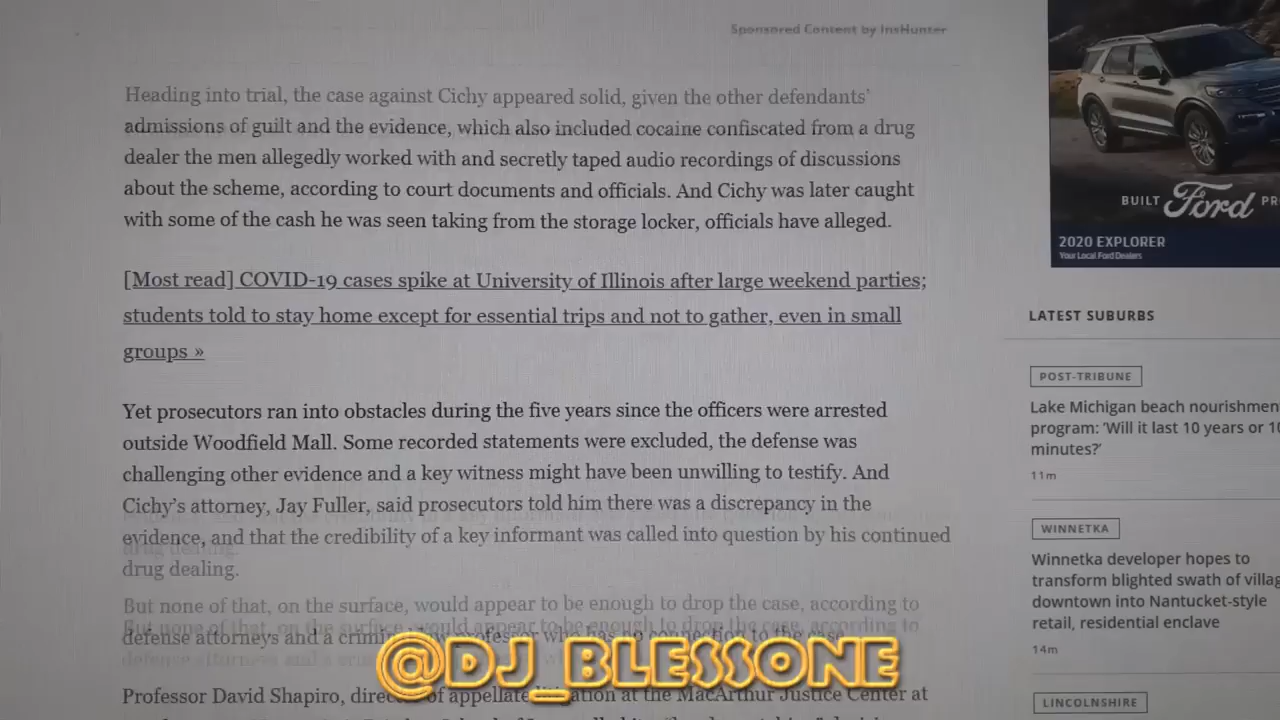 Sponsored Content by InsHunter
Heading into trial, the case against Cichy appeared solid, given the other defendants'
admissions of guilt and the evidence, which also included cocaine confiscated from a drug
dealer the men allegedly worked with and secretly taped audio recordings of discussions
about the scheme, according to court documents and officials. And Cichy was later caught
with some of the cash he was seen taking from the storage locker, officials have alleged.
[Most read] COVID-19 cases spike at University of Illinois after large weekend parties;
students told to stay home except for essential trips and not to gather, even in small
groups »
Yet prosecutors ran into obstacles during the five years since the officers were arrested
outside Woodfield Mall. Some recorded statements were excluded, the defense was
challenging other evidence and a key witness might have been unwilling to testify. And
Cichy's attorney, Jay Fuller, said prosecutors told him there was a discrepancy in the
evidence, and that the credibility of a key informant was called into question by his continued
drug dealing.
But none of that, on the surface, would appear to be enough to drop the case, according to
defense attorneys and a professor who has no connection to the case.
Professor David Shapiro, of appellate at the MacArthur Justice Center at
@DJ_BLESSONE
BUILT Ford PR
2020 EXPLORER
Your Local Ford Dealers
LATEST SUBURBS
POST-TRIBUNE
Lake Michigan beach nourishmen
program: 'Will it last 10 years or 10
minutes?'
11m
WINNETKA
Winnetka developer hopes to
transform blighted swath of villag
downtown into Nantucket-style
retail, residential enclave
14m
LINCOLNSHIRE